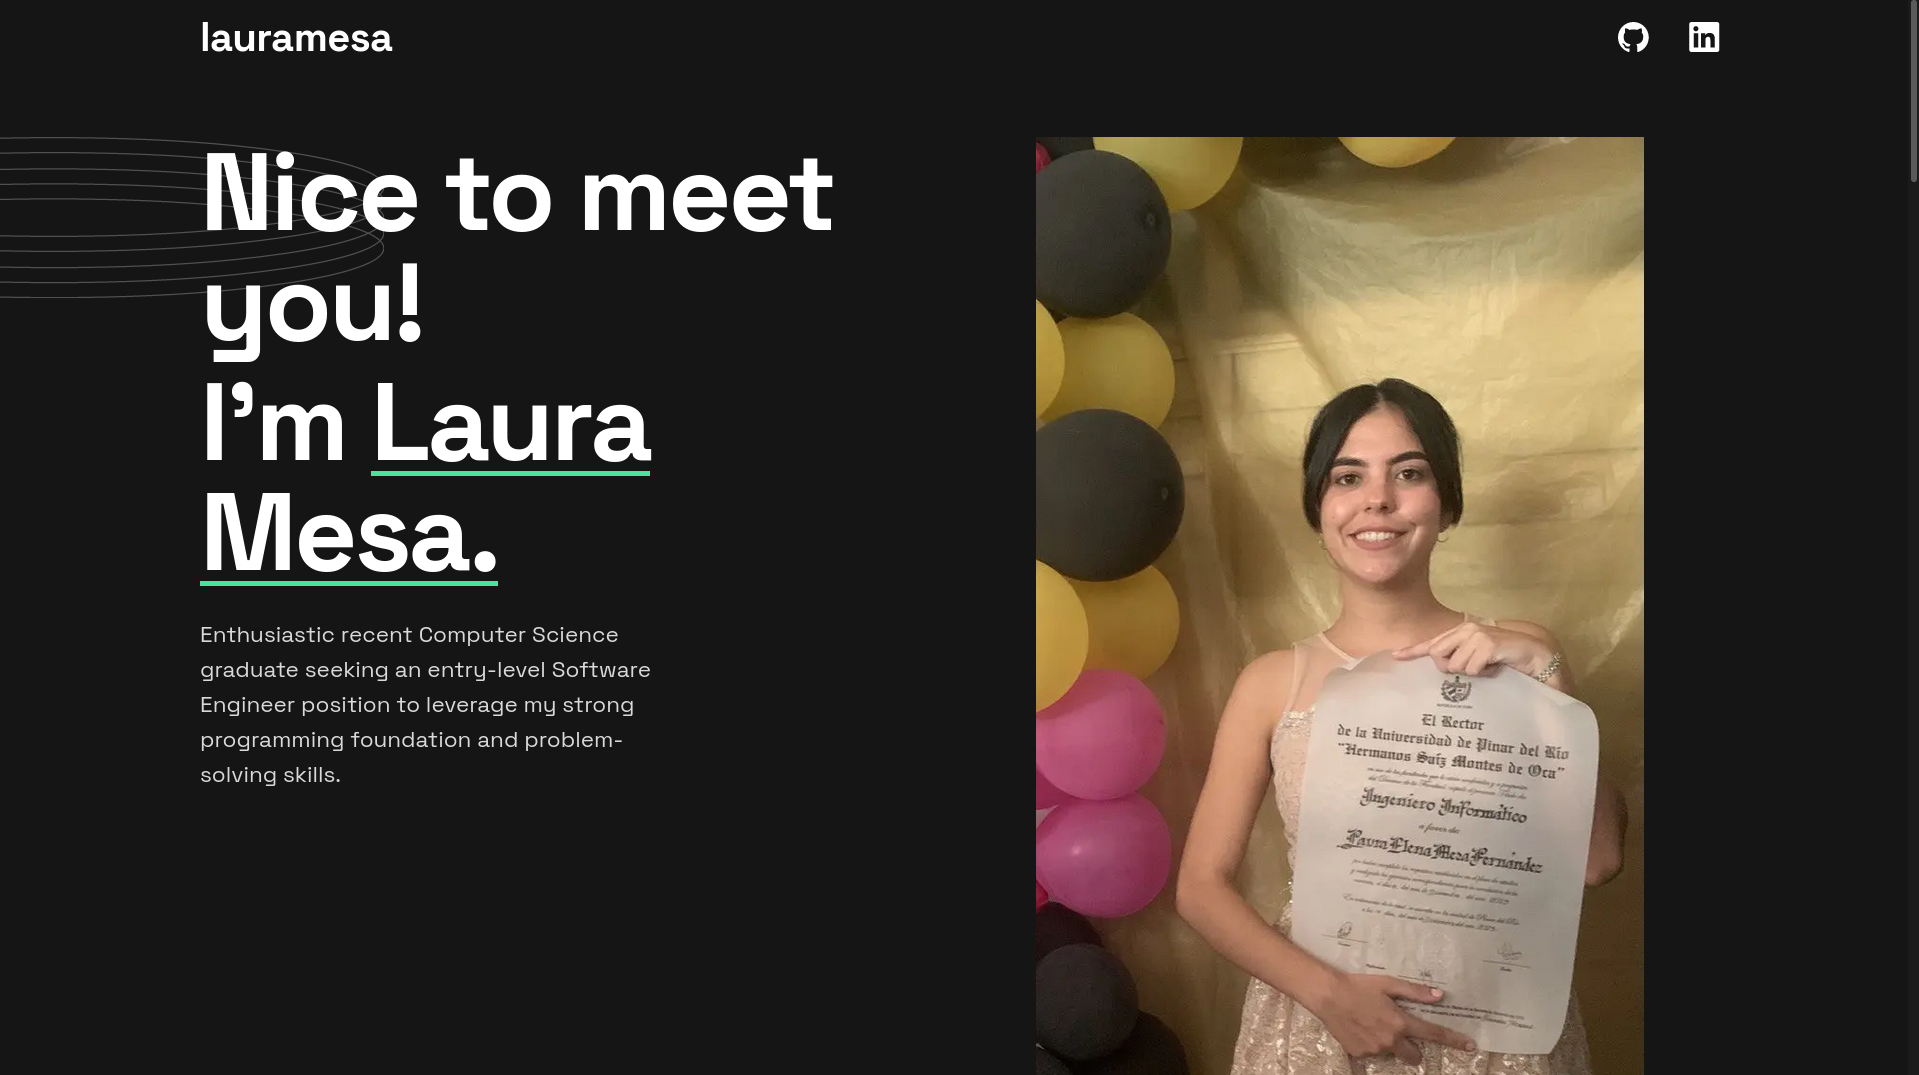 lauramesa
Nice to meet
you!
I’m Laura
Mesa.
Enthusiastic recent Computer Science
graduate seeking an entry-level Software
Engineer position to leverage my strong
programming foundation and problem-
solving skills.
El Rector
de la Universidad de Pinar del Río
"Hermanos Saíz Montes de Oca"
Ingeniero Informático
a favor de:
Laura Elena Mesa Fernández